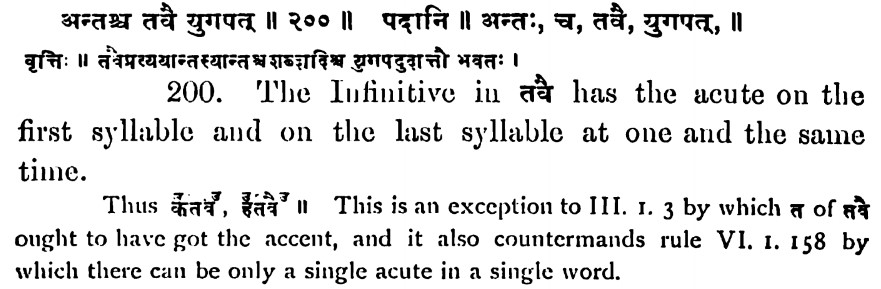 अन्तश्च तवै युगपत् ॥ २०० ॥ पदानि ॥ अन्तः, च, तवै, युगपत्, ॥
वृत्तिः ॥ तवैप्रत्ययान्तस्यान्तश्चशब्दादिश्च युगपदुदात्तौ भवतः ।
200. The Infinitive in तवै has the acute on the
first syllable and on the last syllable at one and the same
time.
Thus This is an exception to III. 1. 3 by which त of तवै
ought to have got the accent, and it also countermands rule VI. 1. 158 by
which there can be only a single acute in a single word.